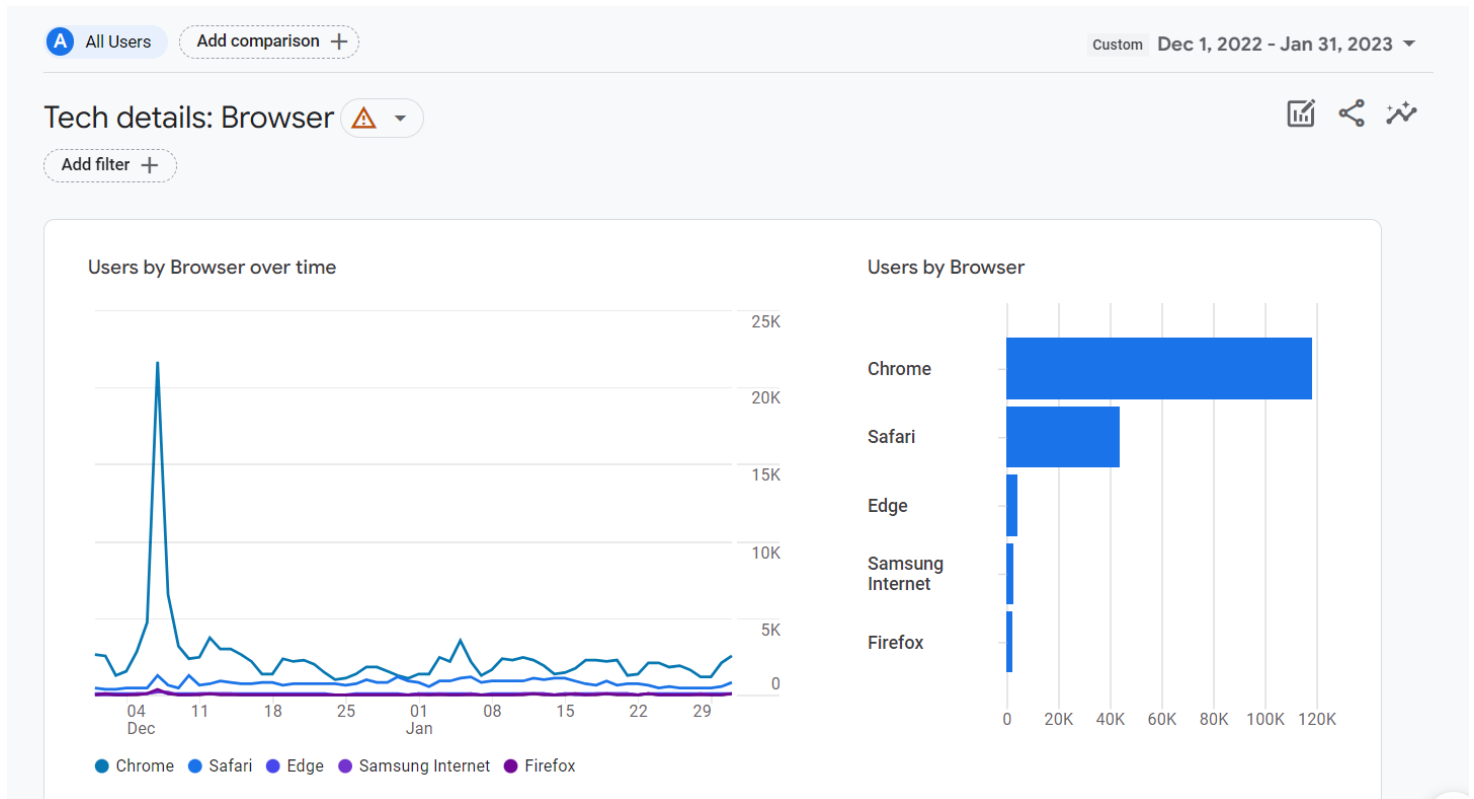 A All Users Add comparison + Custom Dec 1, 2022 - Jan 31, 2023
Tech details: Browser
Add filter +
Users by Browser over time
25K
20K
15K
10K
5K
0
04 11 18 25 01 08 15 22 29
Dec Jan
Chrome Safari Edge Samsung Internet Firefox
Users by Browser
Chrome
Safari
Edge
Samsung
Internet
Firefox
0 20K 40K 60K 80K 100K 120K